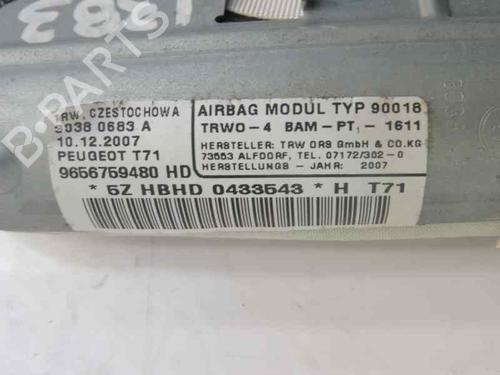 TRW. CZESTOCHOWA
3038 0683 A
10.12.2007
PEUGEOT T71
9656759480 HD
AIRBAG MODUL TYP 90018
TRWO-4 BAM-PT1-1611
HERSTELLER: TRW ORS GmbH & CO.KG
73553 ALFDORF, TEL. 07172/302-0
HERSTELLUNGS - JAHR: 2007
* 5Z HBHD 0433543 * H T71